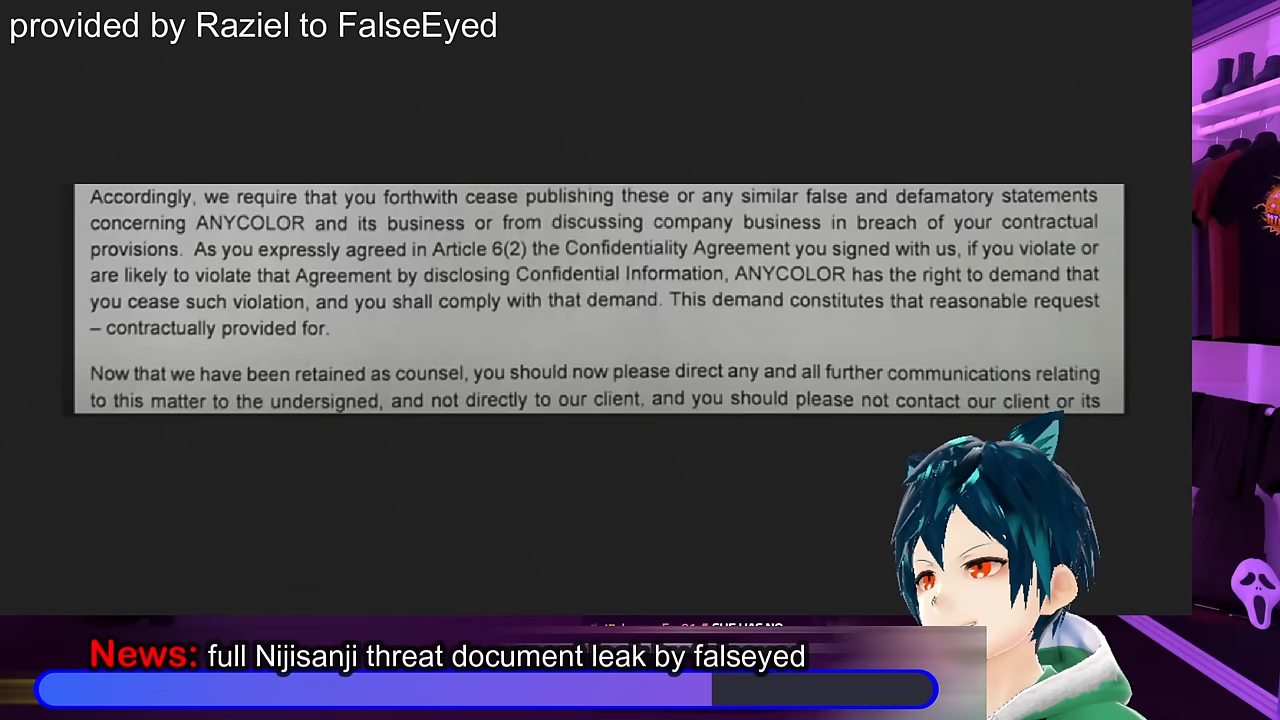 provided by Raziel to FalseEyed
Accordingly, we require that you forthwith cease publishing these or any similar false and defamatory statements
concerning ANYCOLOR and its business or from discussing company business in breach of your contractual
provisions. As you expressly agreed in Article 6(2) the Confidentiality Agreement you signed with us, if you violate or
are likely to violate that Agreement by disclosing Confidential Information, ANYCOLOR has the right to demand that
you cease such violation, and you shall comply with that demand. This demand constitutes that reasonable request
– contractually provided for.
Now that we have been retained as counsel, you should now please direct any and all further communications relating
to this matter to the undersigned, and not directly to our client, and you should please not contact our client or its
SHE HAS NO
News: full Nijisanji threat document leak by falseyed